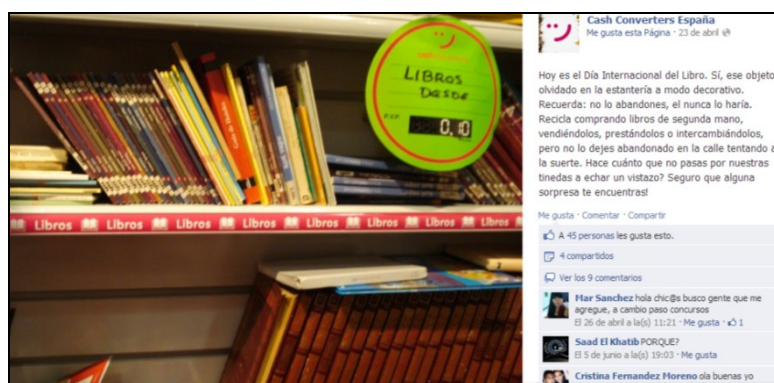 LIBROS
DESDE
P.V.P.
0,10
Libros Libros Libros Libros Libros Libros Libros Libros
Cash Converters España
Me gusta esta Página · 23 de abril
Hoy es el Día Internacional del Libro. Sí, ese objeto
olvidado en la estantería a modo decorativo.
Recuerda: no lo abandones, el nunca lo haría.
Recicla comprando libros de segunda mano,
vendiéndolos, prestándolos o intercambiándolos,
pero no lo dejes abandonado en la calle tentando a
la suerte. Hace cuánto que no pasas por nuestras
tinedas a echar un vistazo? Seguro que alguna
sorpresa te encuentras!
Me gusta · Comentar · Compartir
A 45 personas les gusta esto.
4 compartidos
Ver los 9 comentarios
Mar Sanchez hola chic@s busco gente que me
agregue, a cambio paso concursos
El 26 de abril a la(s) 11:21 · Me gusta · 1
Saad El Khatib PORQUE?
El 5 de junio a la(s) 19:03 · Me gusta
Cristina Fernandez Moreno ola buenas yo